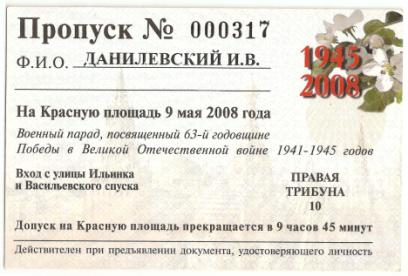 Пропуск № 000317
Ф.И.О. ДАНИЛЕВСКИЙ И.В.
1945
2008
На Красную площадь 9 мая 2008 года
Военный парад, посвященный 63-й годовщине
Победы в Великой Отечественной войне 1941-1945 годов
Вход с улицы Ильинка
и Васильевского спуска
ПРАВАЯ
ТРИБУНА
10
Допуск на Красную площадь прекращается в 9 часов 45 минут
Действителен при предъявлении документа, удостоверяющего личность